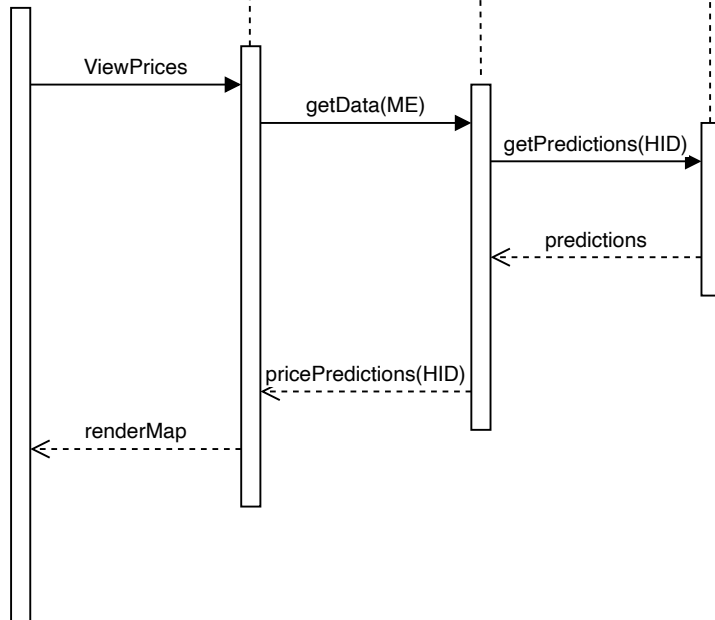 ViewPrices
getData(ME)
getPredictions(HID)
predictions
pricePredictions(HID)
renderMap